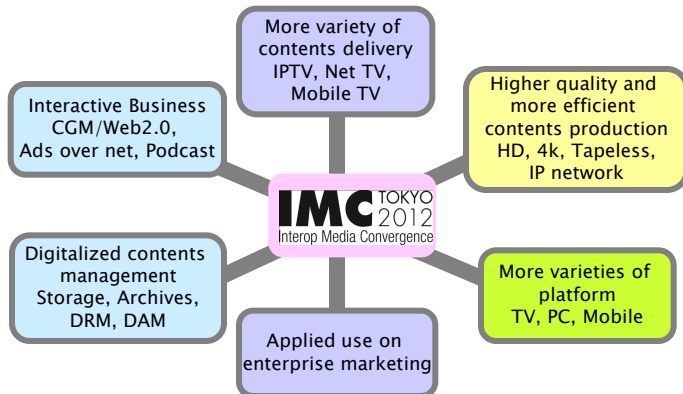 More variety of
contents delivery
IPTV, Net TV,
Mobile TV
Interactive Business
CGM/Web2.0,
Ads over net, Podcast
Higher quality and
more efficient
contents production
HD, 4k, Tapeless,
IP network
IMC TOKYO
2012
Interop Media Convergence
Digitalized contents
management
Storage, Archives,
DRM, DAM
More varieties of
platform
TV, PC, Mobile
Applied use on
enterprise marketing